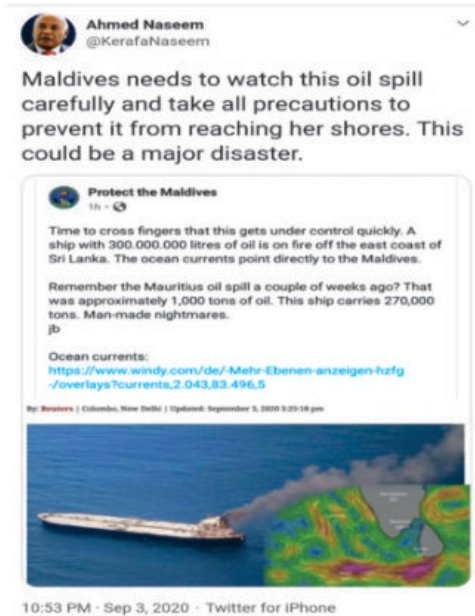 Ahmed Naseem
@KerafaNaseem
Maldives needs to watch this oil spill
carefully and take all precautions to
prevent it from reaching her shores. This
could be a major disaster.
Protect the Maldives
1h ·
Time to cross fingers that this gets under control quickly. A
ship with 300.000.000 litres of oil is on fire off the east coast of
Sri Lanka. The ocean currents point directly to the Maldives.
Remember the Mauritius oil spill a couple of weeks ago? That
was approximately 1,000 tons of oil. This ship carries 270,000
tons. Man-made nightmares.
jb
Ocean currents:
https://www.windy.com/de/-Mehr-Ebenen-anzeigen-hzfg
-/overlays?currents,2.043,83.496,5
By: Reuters | Colombo, New Delhi | Updated: September 3, 2020 3:25:18 pm
10:53 PM · Sep 3, 2020 · Twitter for iPhone